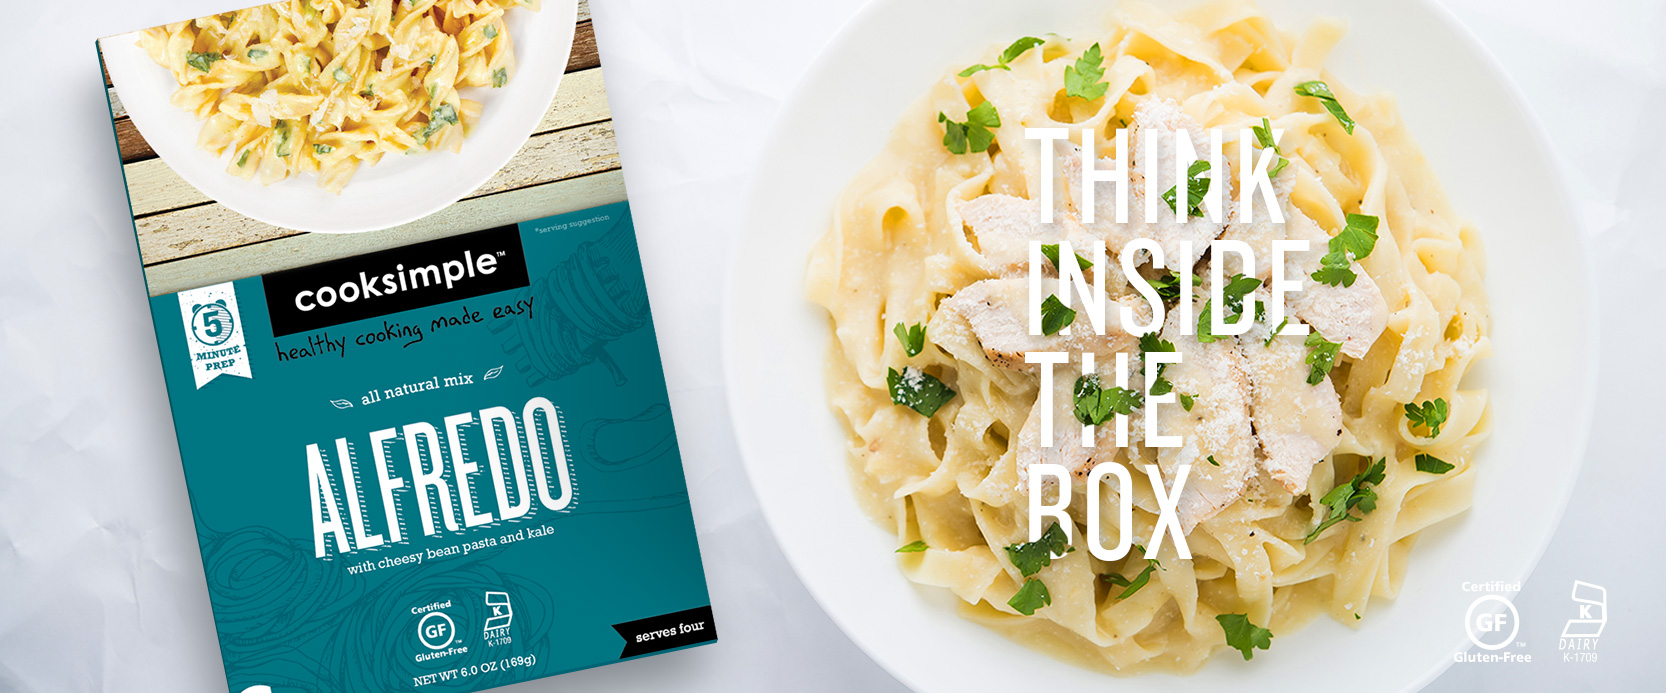 *serving suggestion
cooksimple™
healthy cooking made easy
5
MINUTE
PREP
all natural mix
ALFREDO
with cheesy bean pasta and kale
Certified
GF™
Gluten-Free
K
DAIRY
K-1709
NET WT 6.0 OZ (169g)
serves four
THINK
INSIDE
THE
BOX
Certified
GF™
Gluten-Free
K
DAIRY
K-1709